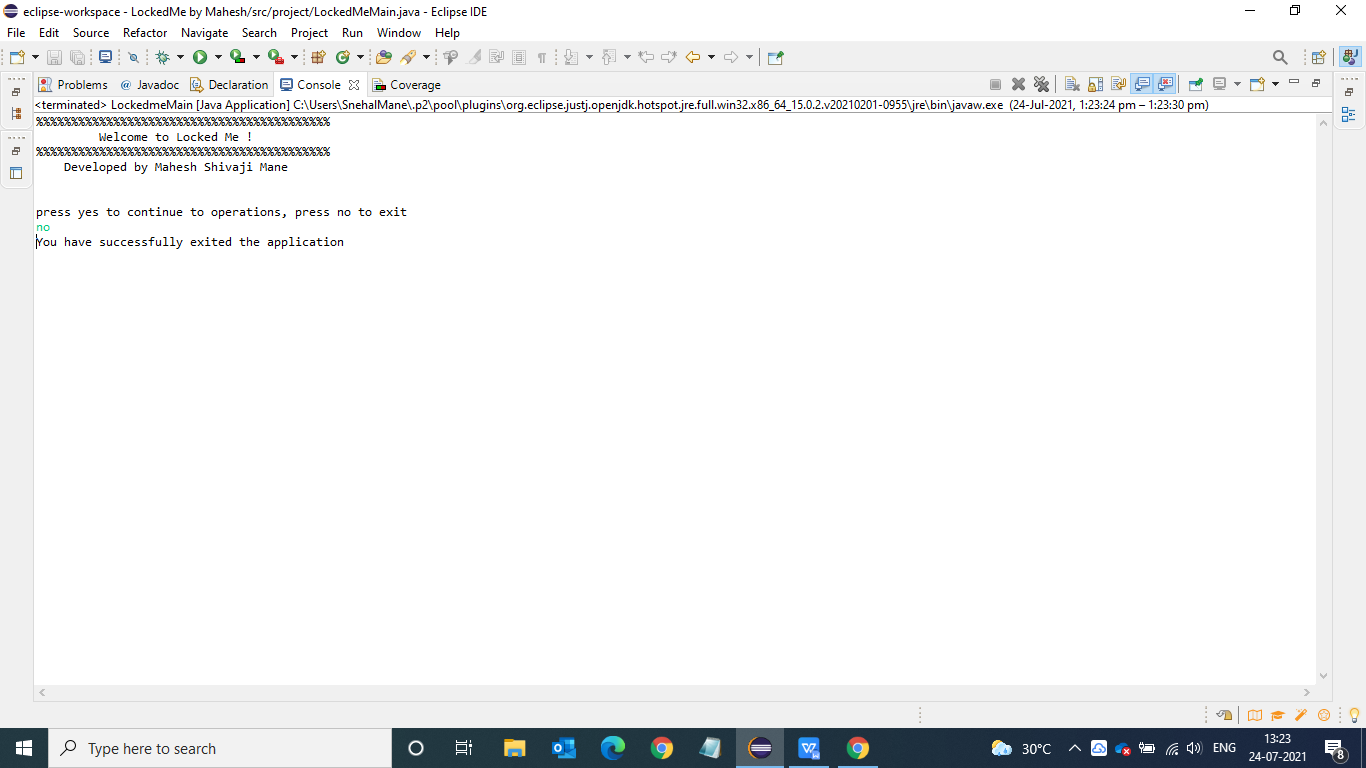 eclipse-workspace - LockedMe by Mahesh/src/project/LockedMeMain.java - Eclipse IDE
File Edit Source Refactor Navigate Search Project Run Window Help
Problems @ Javadoc Declaration Console Coverage
<terminated> LockedmeMain [Java Application] C:\Users\SnehalMane\.p2\pool\plugins\org.eclipse.justj.openjdk.hotspot.jre.full.win32.x86_64_15.0.2.v20210201-0955\jre\bin\javaw.exe (24-Jul-2021, 1:23:24 pm – 1:23:30 pm)
%%%%%%%%%%%%%%%%%%%%%%%%%%%%%%%%%%%%%%%%%%
Welcome to Locked Me !
%%%%%%%%%%%%%%%%%%%%%%%%%%%%%%%%%%%%%%%%%%
Developed by Mahesh Shivaji Mane
press yes to continue to operations, press no to exit
no
You have successfully exited the application
Type here to search
30°C
ENG
13:23
24-07-2021
8